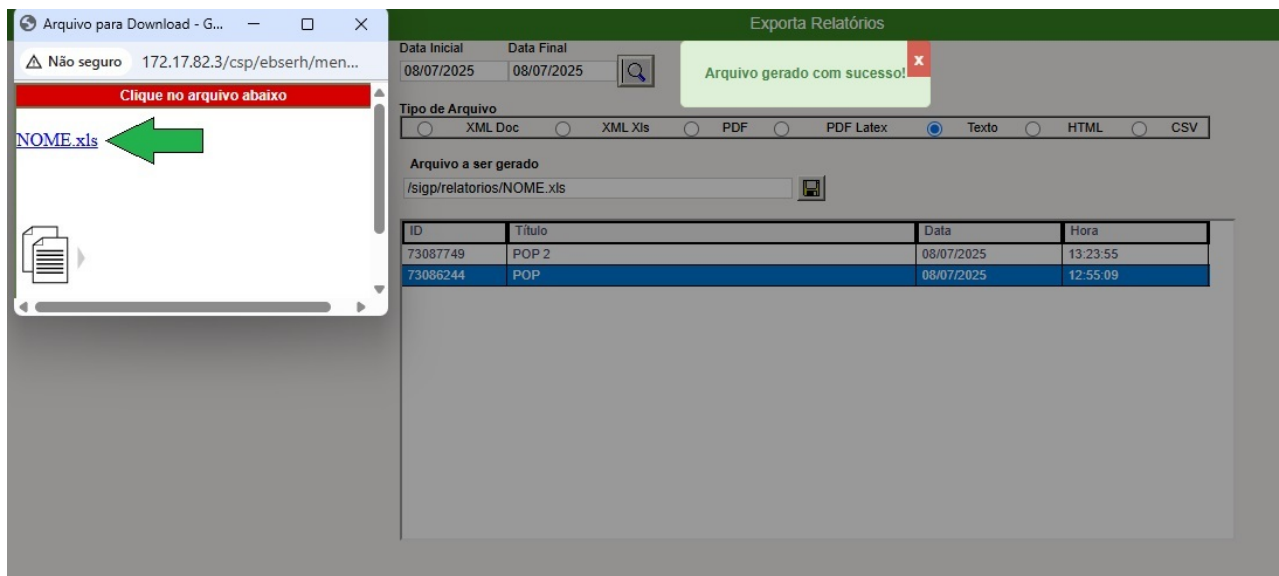 Arquivo para Download - G...
Não seguro 172.17.82.3/csp/ebserh/men...
Clique no arquivo abaixo
NOME.xls
Exporta Relatórios
Data Inicial Data Final
08/07/2025 08/07/2025
Arquivo gerado com sucesso! x
Tipo de Arquivo
XML Doc XML Xls PDF PDF Latex Texto HTML CSV
Arquivo a ser gerado
/sigp/relatorios/NOME.xls
ID Título Data Hora
73087749 POP 2 08/07/2025 13:23:55
73086244 POP 08/07/2025 12:55:09